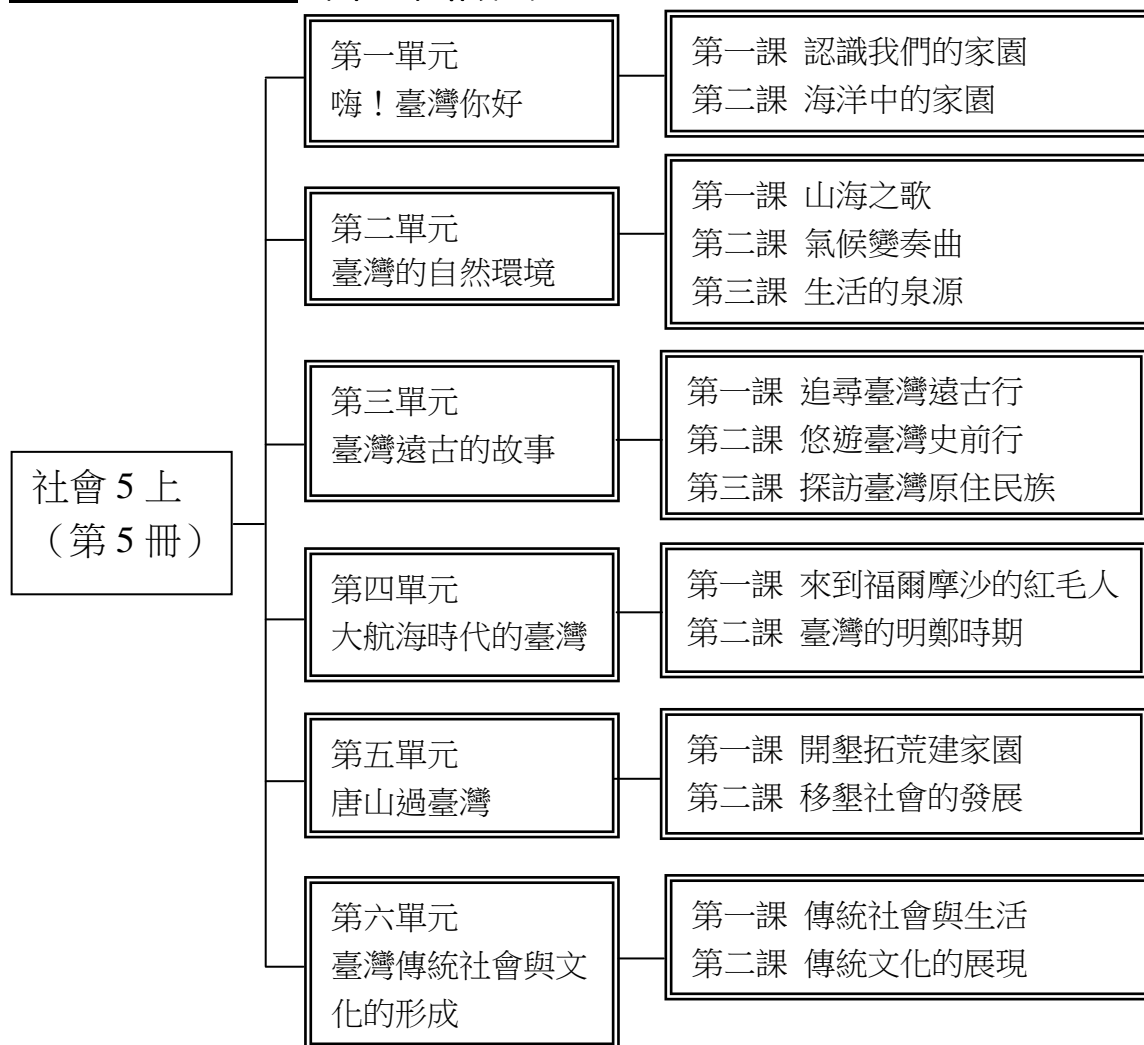 第一單元
嗨！臺灣你好
第一課 認識我們的家園
第二課 海洋中的家園
第二單元
臺灣的自然環境
第一課 山海之歌
第二課 氣候變奏曲
第三課 生活的泉源
第三單元
臺灣遠古的故事
第一課 追尋臺灣遠古行
第二課 悠遊臺灣史前行
第三課 探訪臺灣原住民族
社會 5 上
（第 5 冊）
第四單元
大航海時代的臺灣
第一課 來到福爾摩沙的紅毛人
第二課 臺灣的明鄭時期
第五單元
唐山過臺灣
第一課 開墾拓荒建家園
第二課 移墾社會的發展
第六單元
臺灣傳統社會與文
化的形成
第一課 傳統社會與生活
第二課 傳統文化的展現